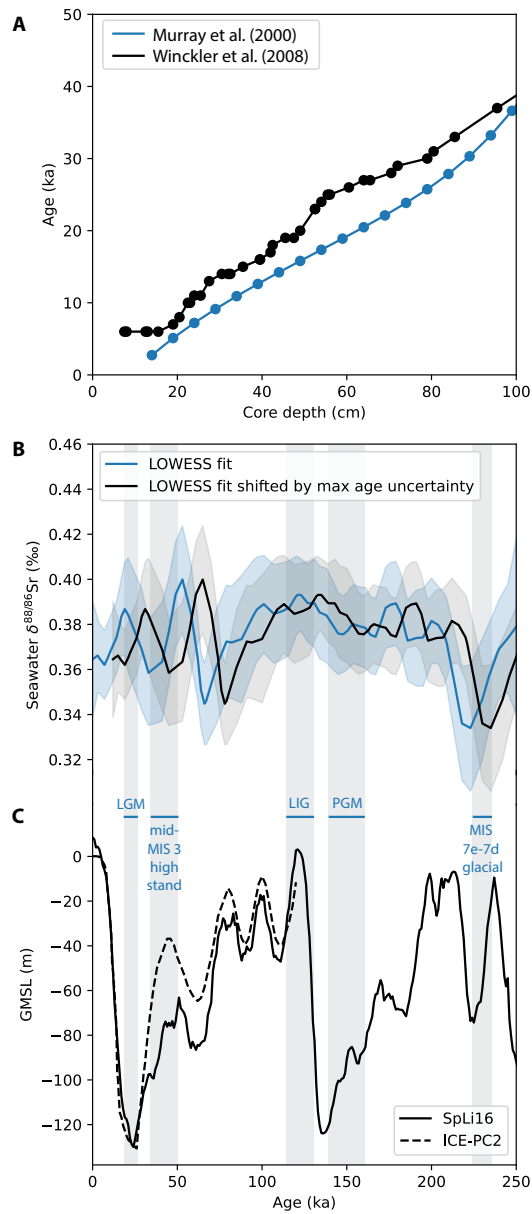 A
Murray et al. (2000)
Winckler et al. (2008)
50
40
30
20
10
0
Age (ka)
0 20 40 60 80 100
Core depth (cm)
B
LOWESS fit
LOWESS fit shifted by max age uncertainty
0.46
0.44
0.42
0.40
0.38
0.36
0.34
0.32
Seawater δ88/86Sr (‰)
C
LGM
mid-
MIS 3
high
stand
LIG
PGM
MIS
7e-7d
glacial
0
−20
−40
−60
−80
−100
−120
GMSL (m)
SpLi16
ICE-PC2
0 50 100 150 200 250
Age (ka)